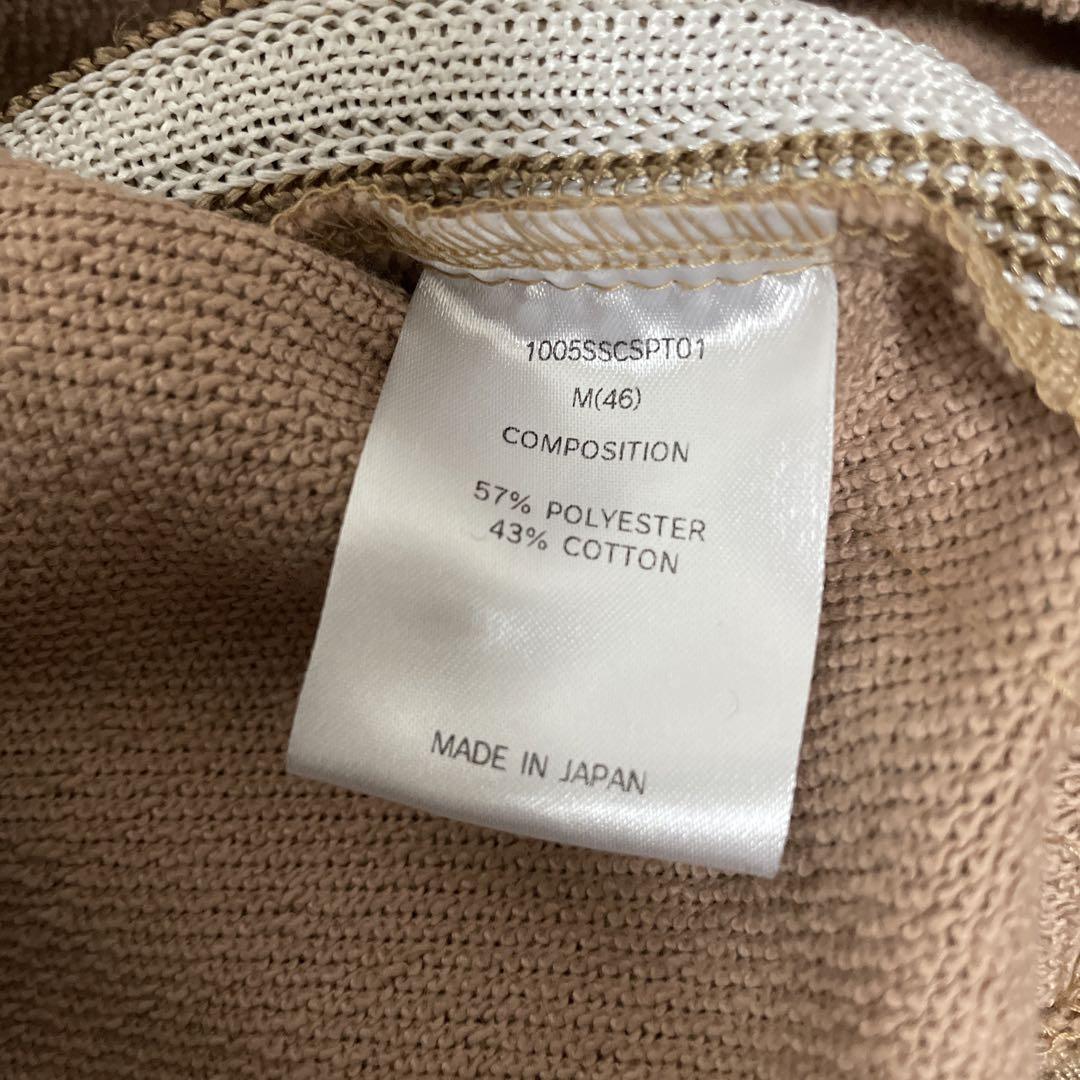 1005SSCSPT01
M(46)
COMPOSITION
57% POLYESTER
43% COTTON
MADE IN JAPAN